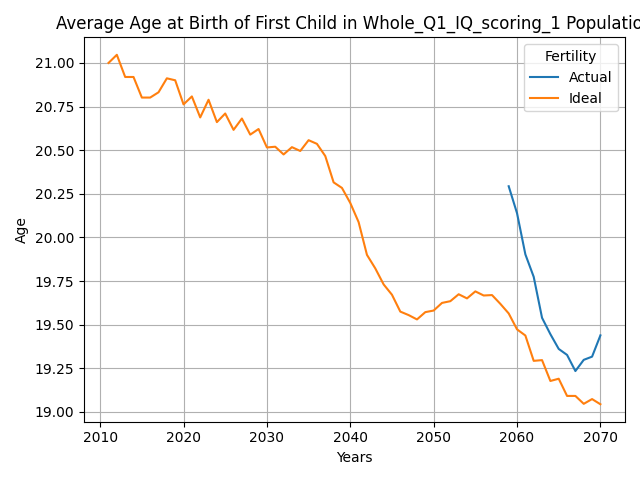 Average Age at Birth of First Child in Whole_Q1_IQ_scoring_1 Populatio
Fertility
Actual
Ideal
21.00
20.75
20.50
20.25
20.00
19.75
19.50
19.25
19.00
Age
2010 2020 2030 2040 2050 2060 2070
Years